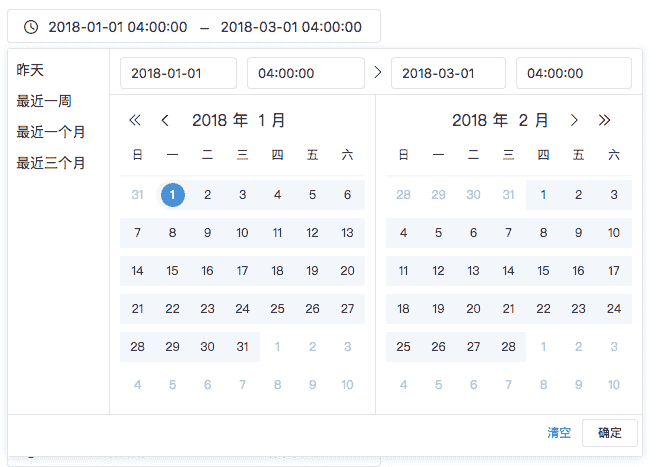 2018-01-01 04:00:00 – 2018-03-01 04:00:00
昨天
最近一周
最近一个月
最近三个月
2018-01-01 04:00:00 > 2018-03-01 04:00:00
« < 2018 年 1 月
日 一 二 三 四 五 六
31 1 2 3 4 5 6
7 8 9 10 11 12 13
14 15 16 17 18 19 20
21 22 23 24 25 26 27
28 29 30 31 1 2 3
4 5 6 7 8 9 10
2018 年 2 月 > »
日 一 二 三 四 五 六
28 29 30 31 1 2 3
4 5 6 7 8 9 10
11 12 13 14 15 16 17
18 19 20 21 22 23 24
25 26 27 28 1 2 3
4 5 6 7 8 9 10
清空 确定